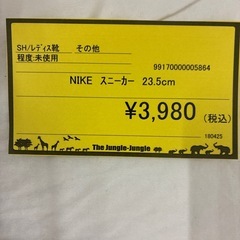 SH/レディス靴　その他
程度:未使用
99170000005864
NIKE　スニーカー　23.5cm
¥3,980(税込)
180425
The Jungle-Jungle